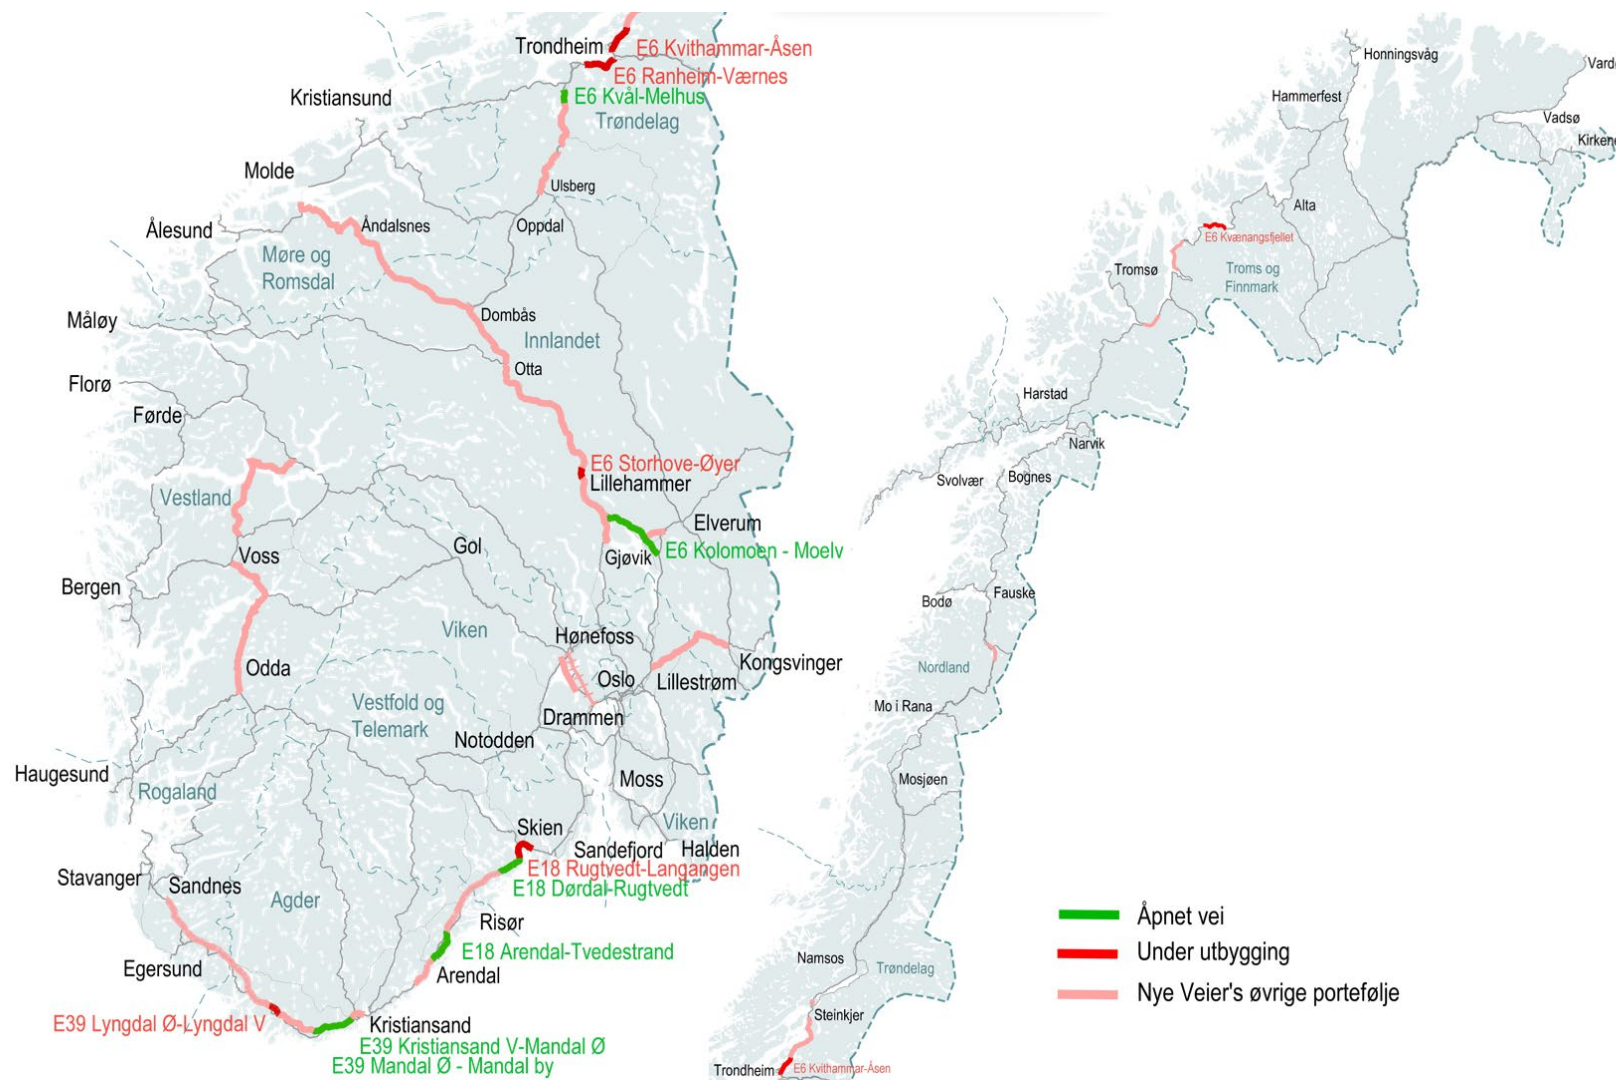 Trondheim
E6 Kvithammar-Åsen
E6 Ranheim-Værnes
E6 Kvål-Melhus
Trøndelag
Kristiansund
Molde
Ulsberg
Ålesund
Åndalsnes
Oppdal
Møre og
Romsdal
Måløy
Dombås
Innlandet
Otta
Florø
Førde
E6 Storhove-Øyer
Lillehammer
Vestland
Elverum
E6 Kolomoen - Moelv
Gjøvik
Voss
Gol
Bergen
Viken
Hønefoss
Kongsvinger
Odda
Oslo
Lillestrøm
Vestfold og
Telemark
Drammen
Notodden
Haugesund
Moss
Rogaland
Viken
Skien
Sandefjord
Halden
E18 Rugtvedt-Langangen
E18 Dørdal-Rugtvedt
Stavanger
Sandnes
Agder
Risør
E18 Arendal-Tvedestrand
Egersund
Arendal
E39 Lyngdal Ø-Lyngdal V
Kristiansand
E39 Kristiansand V-Mandal Ø
E39 Mandal Ø - Mandal by
Honningsvåg
Vardø
Hammerfest
Vadsø
Kirkene
Alta
E6 Kvænangsfjellet
Tromsø
Troms og
Finnmark
Harstad
Narvik
Svolvær
Bognes
Fauske
Bodø
Nordland
Mo i Rana
Mosjøen
Namsos
Trøndelag
Steinkjer
Trondheim
E6 Kvithammar-Åsen
Åpnet vei
Under utbygging
Nye Veier's øvrige portefølje